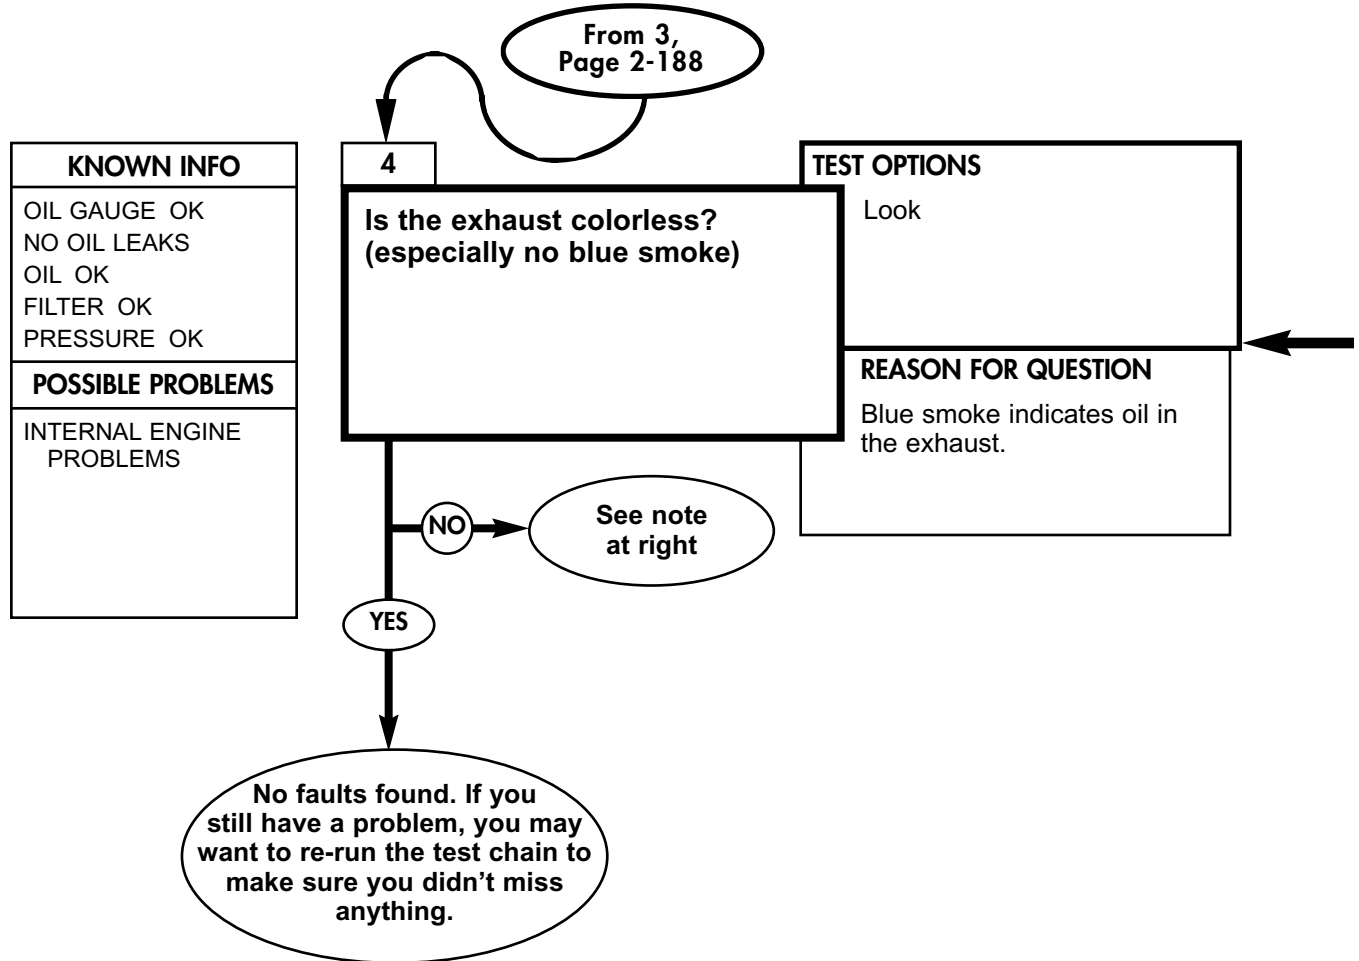 From 3,
Page 2-188
KNOWN INFO
OIL GAUGE OK
NO OIL LEAKS
OIL OK
FILTER OK
PRESSURE OK
POSSIBLE PROBLEMS
INTERNAL ENGINE
PROBLEMS
4
Is the exhaust colorless?
(especially no blue smoke)
TEST OPTIONS
Look
REASON FOR QUESTION
Blue smoke indicates oil in
the exhaust.
NO
See note
at right
YES
No faults found. If you
still have a problem, you may
want to re-run the test chain to
make sure you didn't miss
anything.